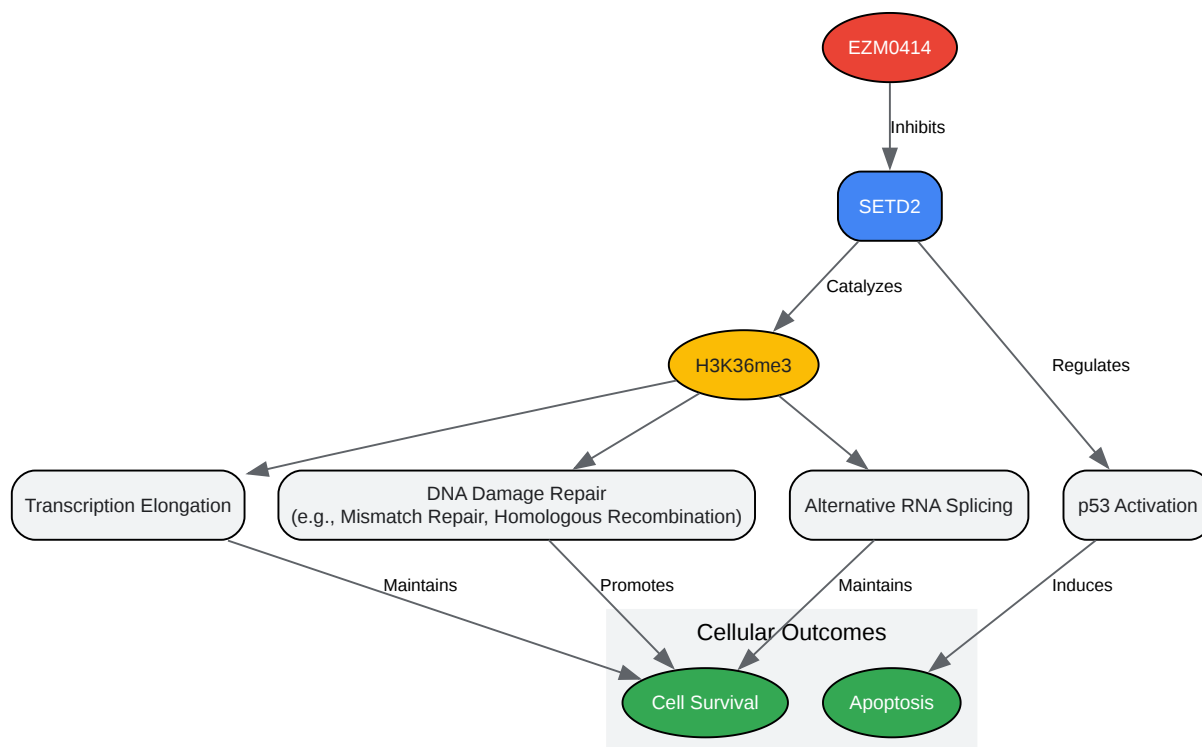 EZM0414
Inhibits
SETD2
Catalyzes
H3K36me3
Regulates
Transcription Elongation
DNA Damage Repair
(e.g., Mismatch Repair, Homologous Recombination)
Alternative RNA Splicing
p53 Activation
Maintains
Promotes
Maintains
Induces
Cellular Outcomes
Cell Survival
Apoptosis